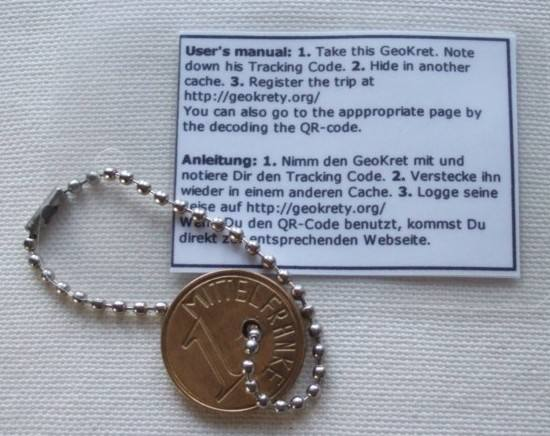 User's manual: 1. Take this GeoKret. Note
down his Tracking Code. 2. Hide in another
cache. 3. Register the trip at
http://geokrety.org/
You can also go to the apppropriate page by
the decoding the QR-code.
Anleitung: 1. Nimm den GeoKret mit und
notiere Dir den Tracking Code. 2. Verstecke ihn
wieder in einem anderen Cache. 3. Logge seine
Reise auf http://geokrety.org/
Wenn Du den QR-Code benutzt, kommst Du
direkt zur entsprechenden Webseite.
MITTELFRANKE
1